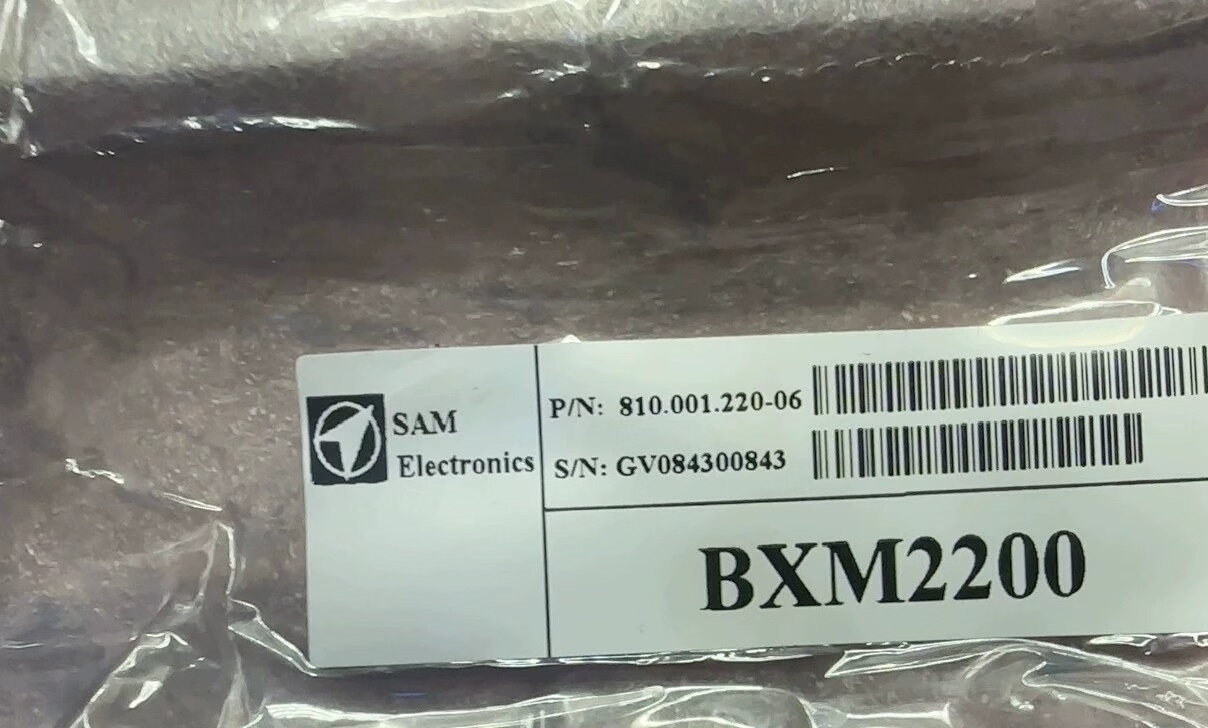 SAM
Electronics
P/N: 810.001.220-06
S/N: GV084300843
BXM2200